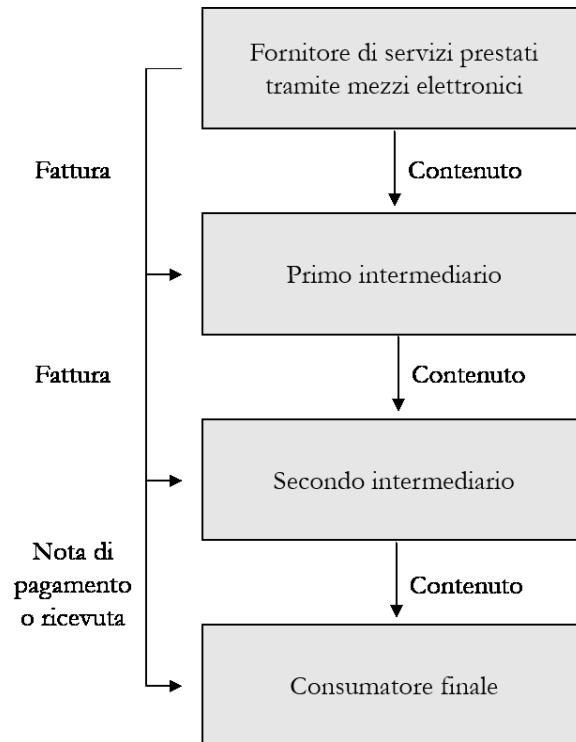 Fornitore di servizi prestati
tramite mezzi elettronici
Fattura
Contenuto
Primo intermediario
Fattura
Contenuto
Secondo intermediario
Nota di
pagamento
o ricevuta
Contenuto
Consumatore finale